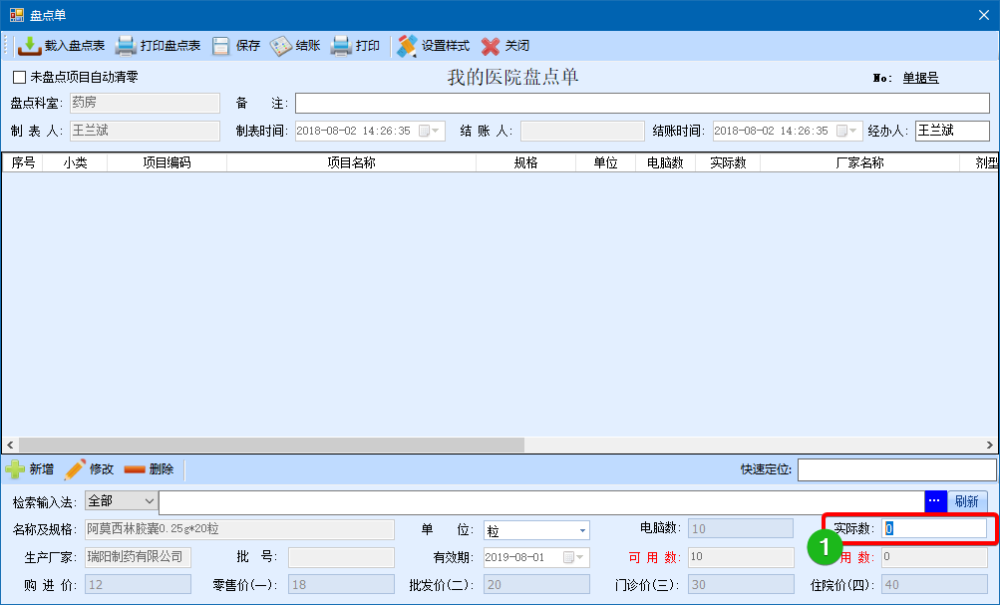 盘点单
载入盘点表 打印盘点表 保存 结账 打印 设置样式 关闭
未盘点项目自动清零 我的医院盘点单 No: 单据号
盘点科室: 药房 备 注:
制 表 人: 王兰斌 制表时间: 2018-08-02 14:26:35 结 账 人: 结账时间: 2018-08-02 14:26:35 经办人: 王兰斌
序号 小类 项目编码 项目名称 规格 单位 电脑数 实际数 厂家名称 剂型
新增 修改 删除 快速定位:
检索输入法: 全部 ... 刷新
名称及规格: 阿莫西林胶囊0.25g*20粒 单 位: 粒 电脑数: 10 实际数: 0
生产厂家: 瑞阳制药有限公司 批 号: 有效期: 2019-08-01 可 用 数: 10 1 用 数: 0
购 进 价: 12 零售价(一): 18 批发价(二): 20 门诊价(三): 30 住院价(四): 40